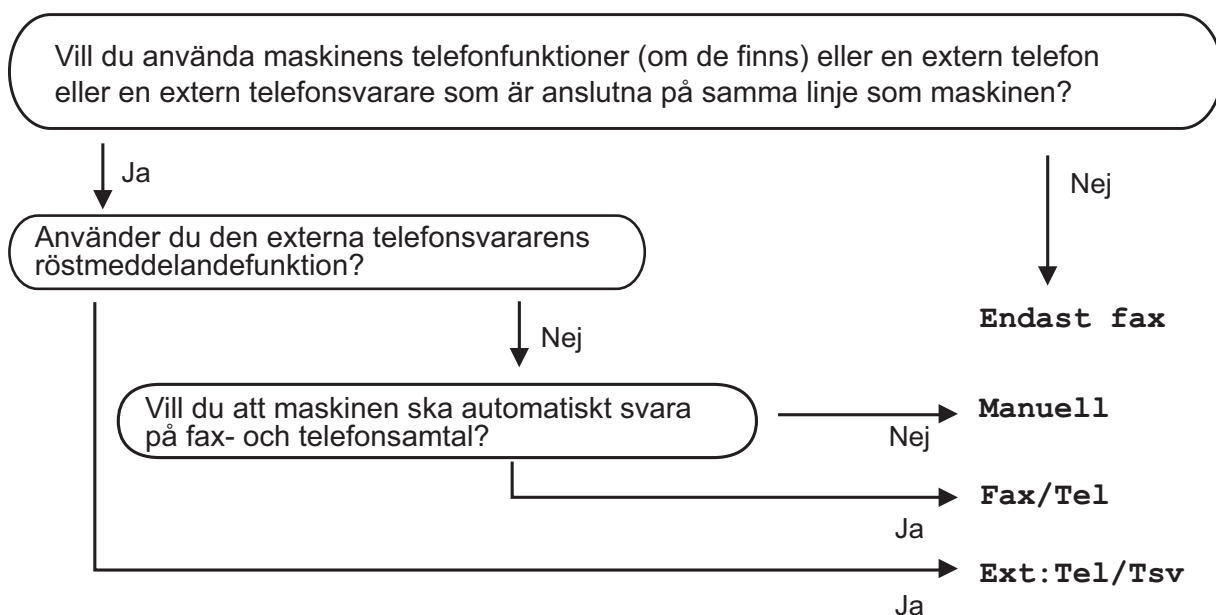 Vill du använda maskinens telefonfunktioner (om de finns) eller en extern telefon
eller en extern telefonsvarare som är anslutna på samma linje som maskinen?
Ja
Nej
Använder du den externa telefonsvararens
röstmeddelandefunktion?
Endast fax
Nej
Vill du att maskinen ska automatiskt svara
på fax- och telefonsamtal?
Manuell
Nej
Fax/Tel
Ja
Ext:Tel/Tsv
Ja